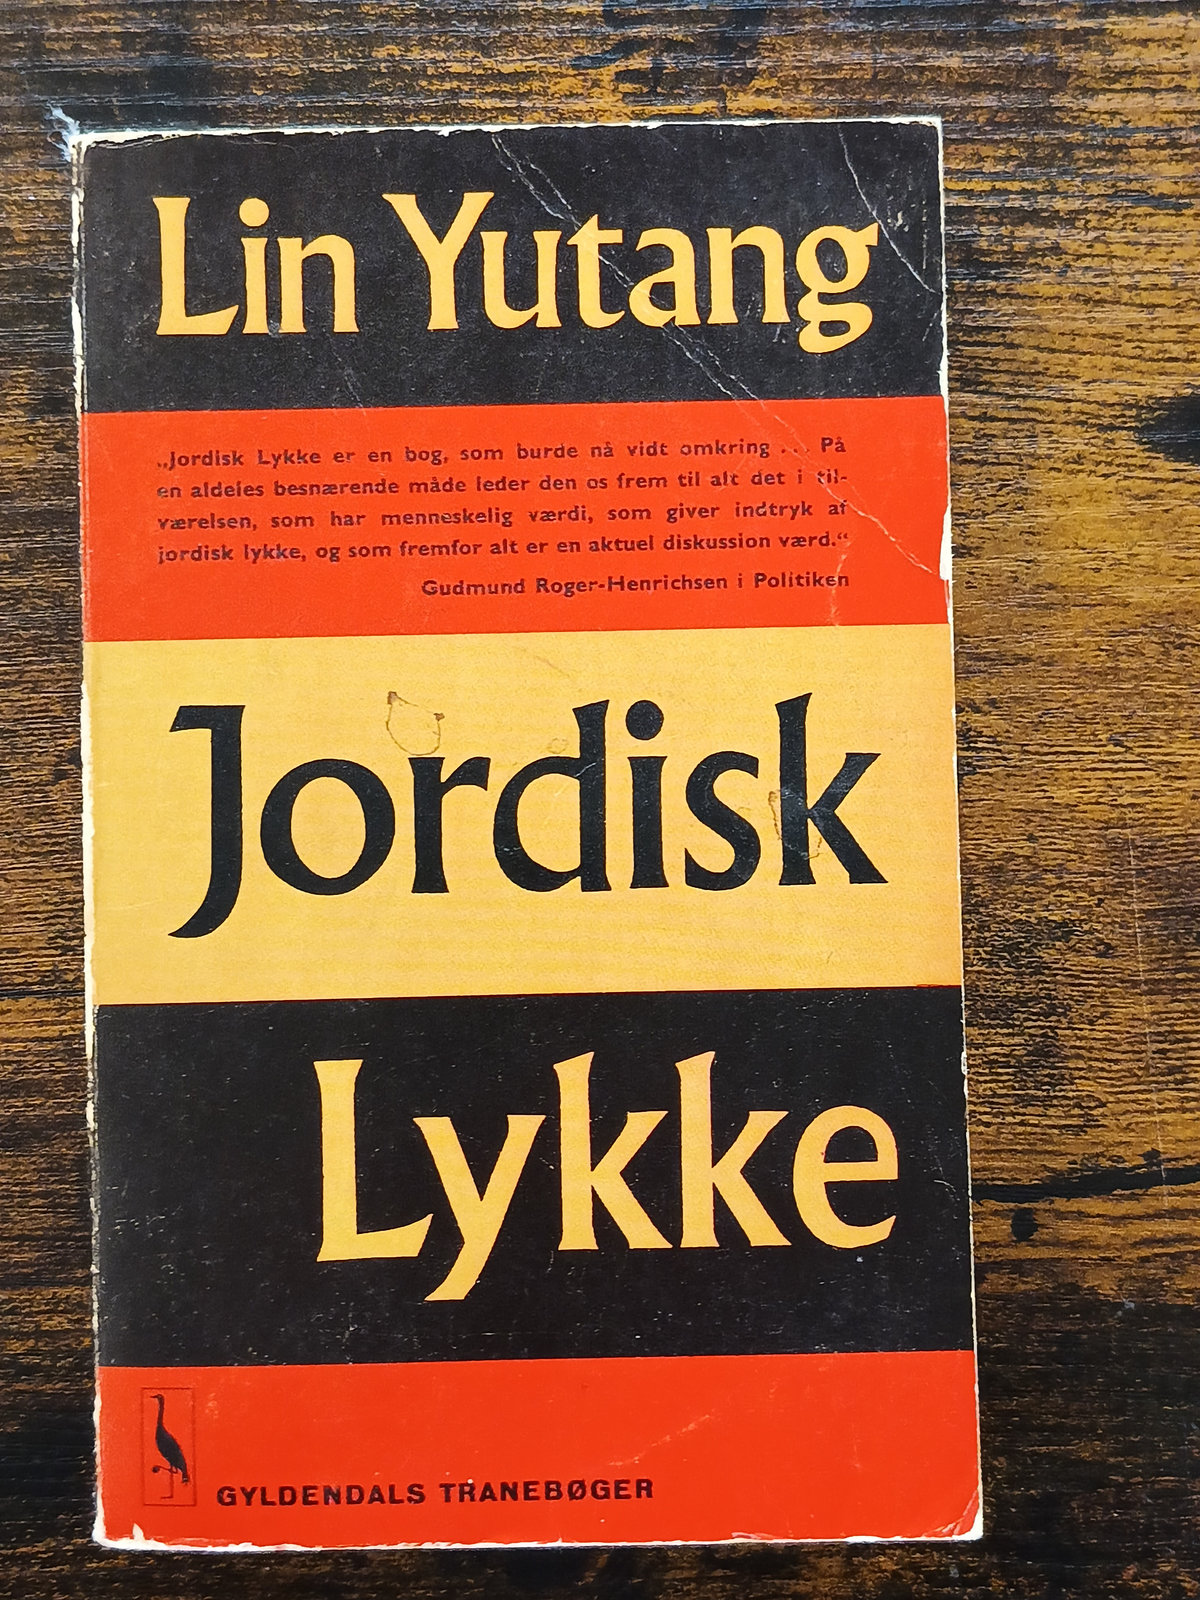 Lin Yutang
„Jordisk Lykke er en bog, som burde nå vidt omkring ... På
en aldeles besnærende måde leder den os frem til alt det i til-
værelsen, som har menneskelig værdi, som giver indtryk af
jordisk lykke, og som fremfor alt er en aktuel diskussion værd.“
Gudmund Roger-Henrichsen i Politiken
Jordisk
Lykke
GYLDENDALS TRANEBØGER